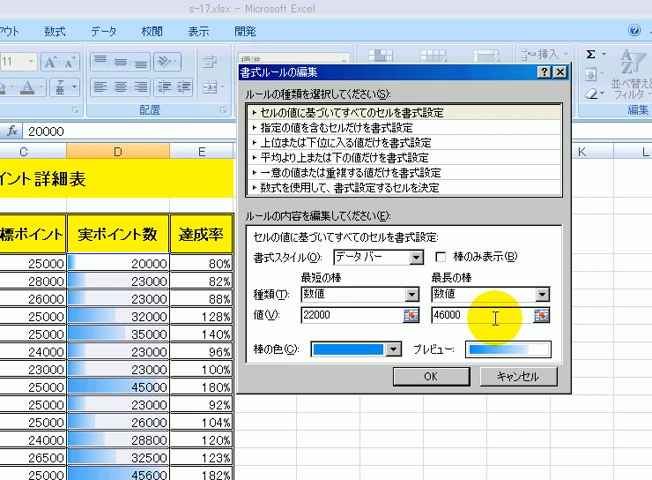 s-17.xlsx - Microsoft Excel
数式 データ 校閲 表示 開発
11
挿入
Σ
並べ替え
フィルタ
配置
編集
fx 20000
C D E K L
イント詳細表
標ポイント 実ポイント数 達成率
25000 20000 80%
28000 23000 82%
26000 23000 88%
25000 32000 128%
25000 35000 140%
24000 23000 96%
23000 23000 100%
25000 45000 180%
25000 23000 92%
25000 26000 104%
24000 28800 120%
26500 32500 123%
25000 45600 182%
書式ルールの編集
ルールの種類を選択してください(S):
セルの値に基づいてすべてのセルを書式設定
指定の値を含むセルだけを書式設定
上位または下位に入る値だけを書式設定
平均より上または下の値だけを書式設定
一意の値または重複する値だけを書式設定
数式を使用して、書式設定するセルを決定
ルールの内容を編集してください(E):
セルの値に基づいてすべてのセルを書式設定:
書式スタイル(O): データ バー 棒のみ表示(B)
最短の棒 最長の棒
種類(T): 数値 数値
値(V): 22000 46000
棒の色(C): プレビュー:
OK キャンセル